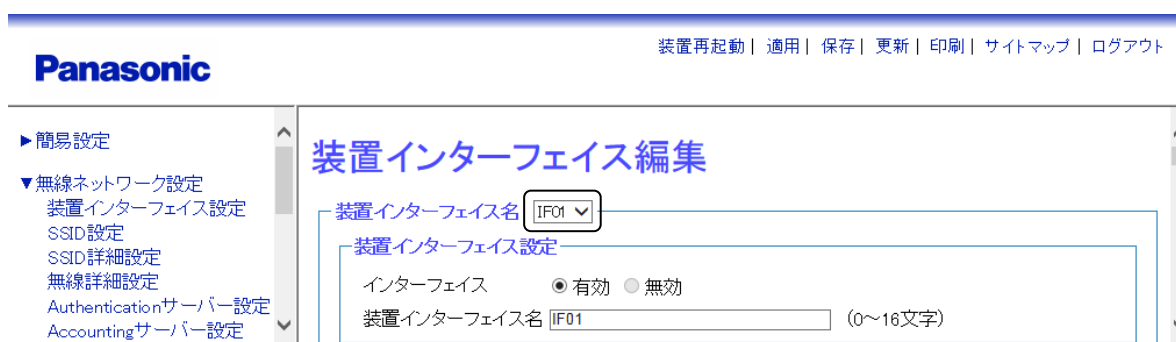 装置再起動| 適用| 保存| 更新| 印刷| サイトマップ| ログアウト
Panasonic
►簡易設定
▼無線ネットワーク設定
装置インターフェイス設定
SSID設定
SSID詳細設定
無線詳細設定
Authenticationサーバー設定
Accountingサーバー設定
装置インターフェイス編集
装置インターフェイス名 IF01
装置インターフェイス設定
インターフェイス 有効 無効
装置インターフェイス名 IF01 (0~16文字)